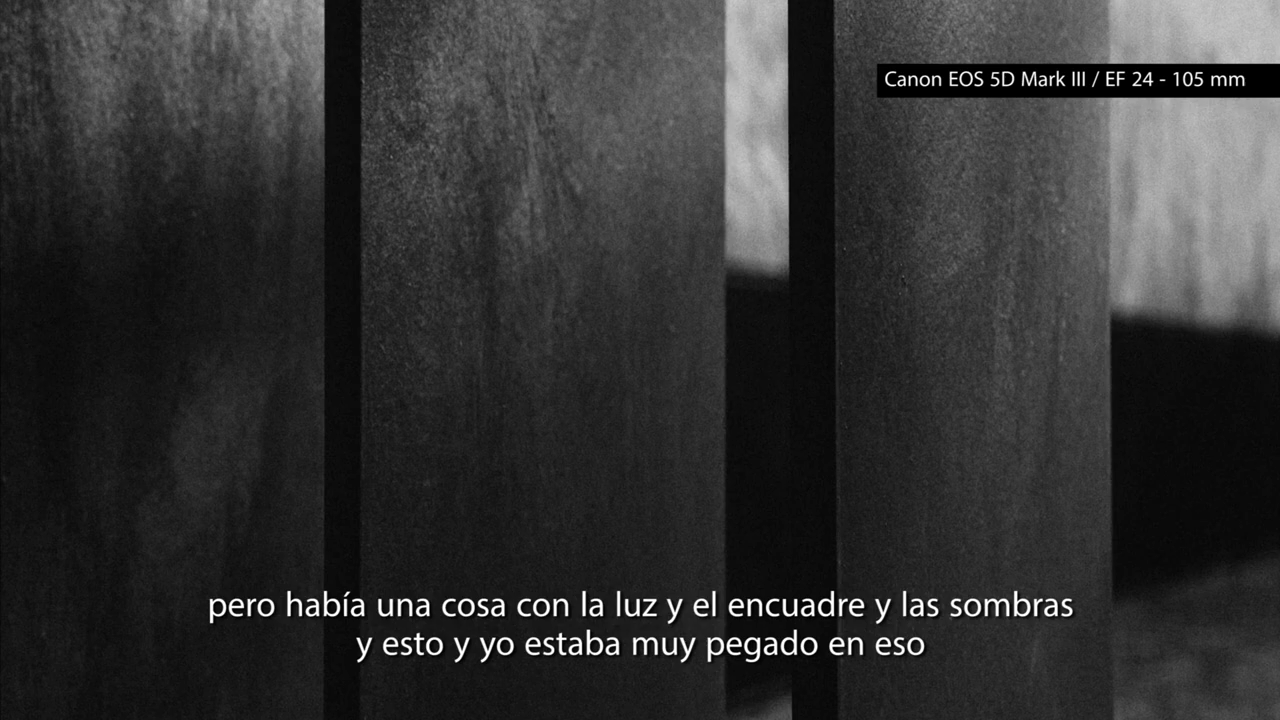 Canon EOS 5D Mark III / EF 24 - 105 mm
pero había una cosa con la luz y el encuadre y las sombras
y esto y yo estaba muy pegado en eso